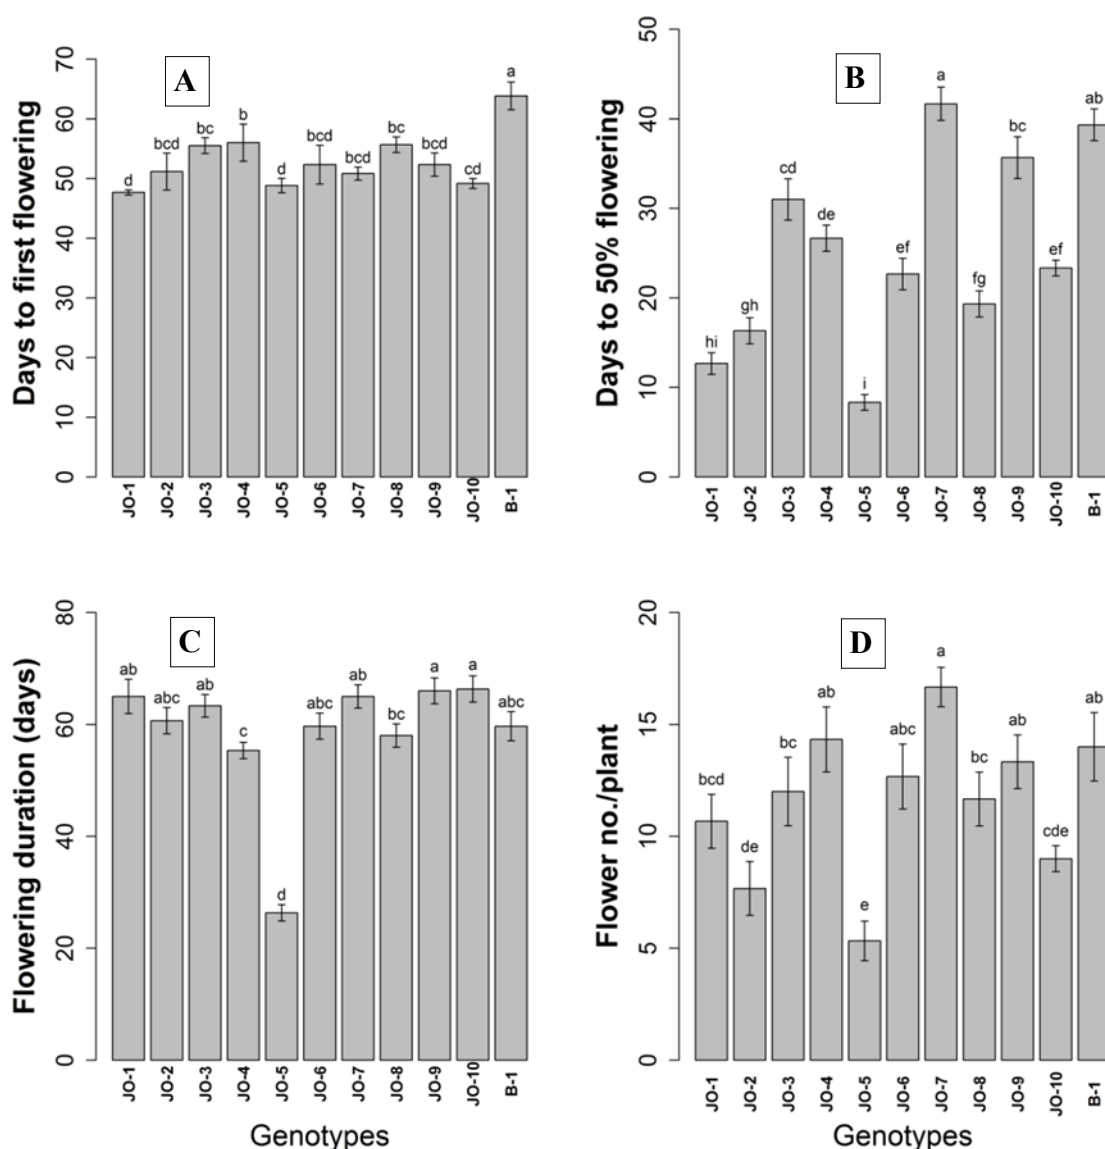 A
Days to first flowering
0 10 20 30 40 50 60 70
d bcd bc b d bcd bcd bc bcd cd a
JO-1 JO-2 JO-3 JO-4 JO-5 JO-6 JO-7 JO-8 JO-9 JO-10 B-1
B
Days to 50% flowering
0 10 20 30 40 50
hi gh cd de i ef a fg bc ef ab
JO-1 JO-2 JO-3 JO-4 JO-5 JO-6 JO-7 JO-8 JO-9 JO-10 B-1
C
Flowering duration (days)
0 20 40 60 80
ab abc ab c d abc ab bc a a abc
JO-1 JO-2 JO-3 JO-4 JO-5 JO-6 JO-7 JO-8 JO-9 JO-10 B-1
Genotypes
D
Flower no./plant
0 5 10 15 20
bcd de bc ab e abc a bc ab cde ab
JO-1 JO-2 JO-3 JO-4 JO-5 JO-6 JO-7 JO-8 JO-9 JO-10 B-1
Genotypes